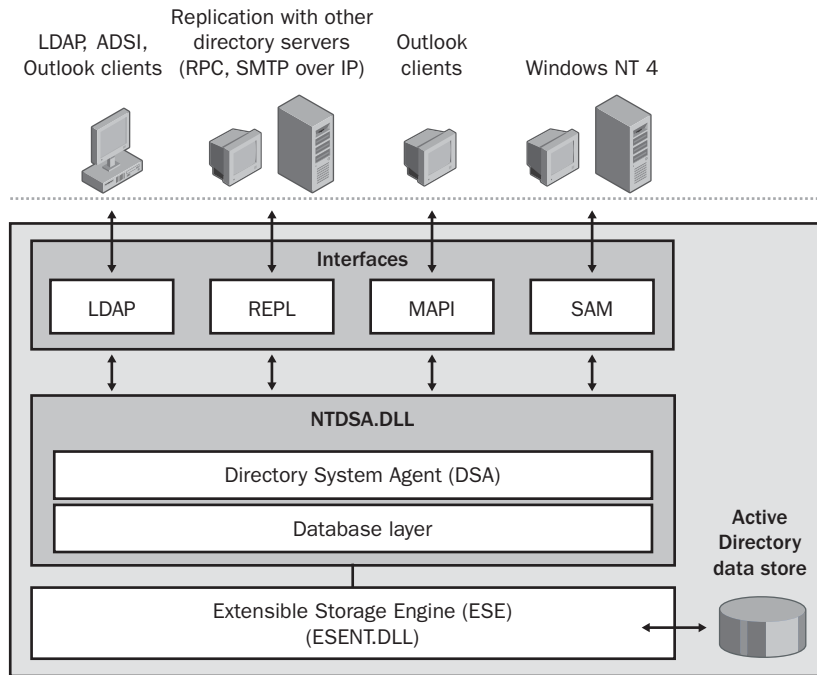 LDAP, ADSI,
Outlook clients
Replication with other
directory servers
(RPC, SMTP over IP)
Outlook
clients
Windows NT 4
Interfaces
LDAP
REPL
MAPI
SAM
NTDSA.DLL
Directory System Agent (DSA)
Database layer
Active
Directory
data store
Extensible Storage Engine (ESE)
(ESENT.DLL)